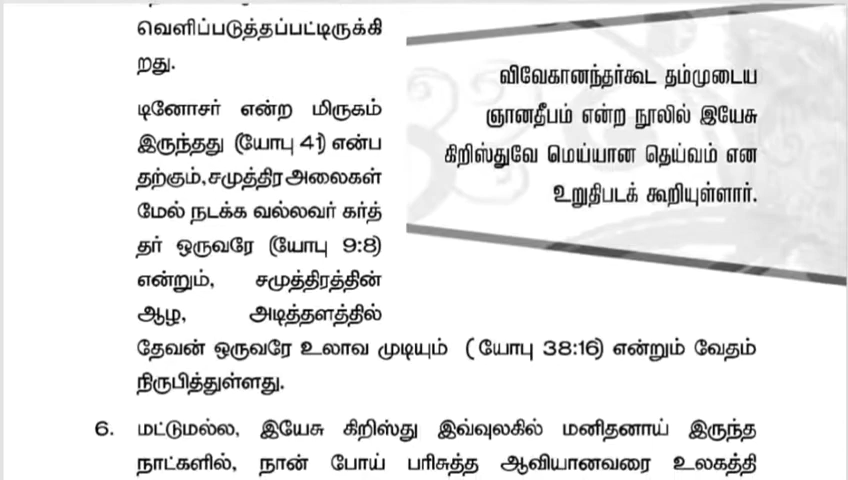 வெளிப்படுத்தப்பட்டிருக்கி
றது.
விவேகானந்தர்கூட தம்முடைய
ஞானதீபம் என்ற நூலில் இயேசு
கிறிஸ்துவே மெய்யான தெய்வம் என
உறுதிபடக் கூறியுள்ளார்.
டினோசர் என்ற மிருகம்
இருந்தது (யோபு 41) என்ப
தற்கும்,சமுத்திர அலைகள்
மேல் நடக்க வல்லவர் கர்த்
தர் ஒருவரே (யோபு 9:8)
என்றும், சமுத்திரத்தின்
ஆழ, அடித்தளத்தில்
தேவன் ஒருவரே உலாவ முடியும் ( யோபு 38:16) என்றும் வேதம்
நிருபித்துள்ளது.
6. மட்டுமல்ல, இயேசு கிறிஸ்து இவ்வுலகில் மனிதனாய் இருந்த
நாட்களில், நான் போய் பரிசுத்த ஆவியானவரை உலகத்தி